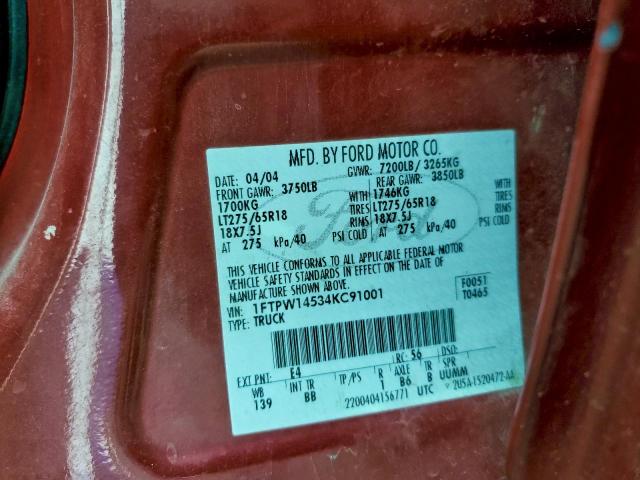 MFD. BY FORD MOTOR CO.
DATE: 04/04 GVWR: 7200LB/ 3265KG
FRONT GAWR: 3750LB REAR GAWR: 3850LB
1700KG WITH 1746KG WITH
LT275/65R18 TIRES LT275/65R18 TIRES
18X7.5J RIMS 18X7.5J RIMS
AT 275 kPa/40 PSI COLD AT 275 kPa/40 PSI COLD
Ford
THIS VEHICLE CONFORMS TO ALL APPLICABLE FEDERAL MOTOR
VEHICLE SAFETY STANDARDS IN EFFECT ON THE DATE OF
MANUFACTURE SHOWN ABOVE.
VIN: 1FTPW14534KC91001 F0051
TYPE: TRUCK T0465
EXT PNT: E4 RC: 56 DSO:
WB INT TR TP/PS R AXLE TR SPR
139 BB 1 B6 B UUMM
2200404156771 UTC 2U5A-1520472-AA